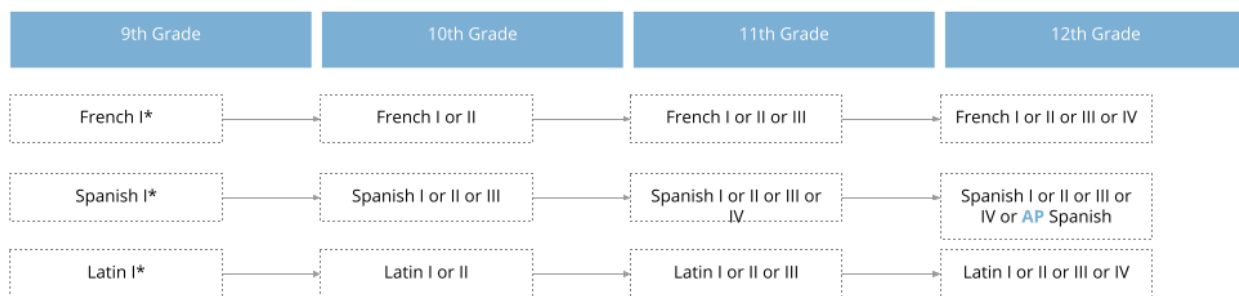 9th Grade
10th Grade
11th Grade
12th Grade
French I*
French I or II
French I or II or III
French I or II or III or IV
Spanish I*
Spanish I or II or III
Spanish I or II or III or
IV
Spanish I or II or III or
IV or AP Spanish
Latin I*
Latin I or II
Latin I or II or III
Latin I or II or III or IV